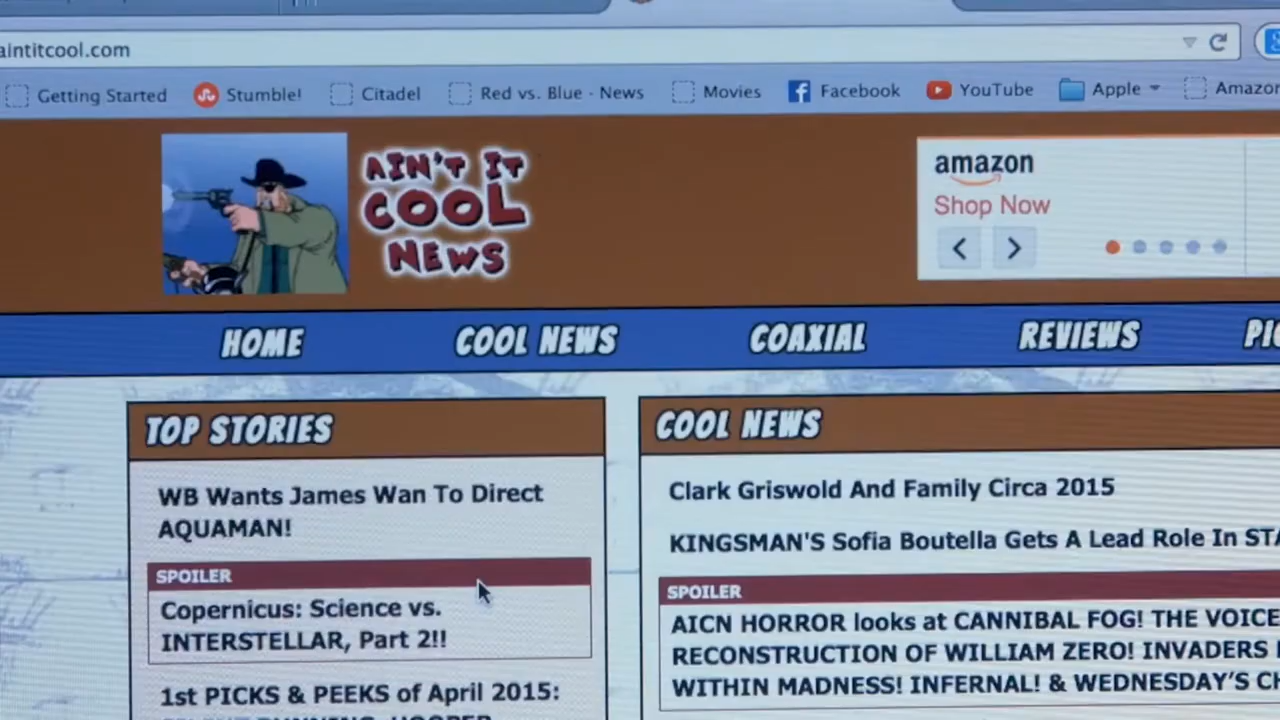 aintitcool.com
Getting Started
Stumble!
Citadel
Red vs. Blue - News
Movies
Facebook
YouTube
Apple
Amazon
AIN'T IT
COOL
NEWS
amazon
Shop Now
HOME
COOL NEWS
COAXIAL
REVIEWS
TOP STORIES
WB Wants James Wan To Direct
AQUAMAN!
SPOILER
Copernicus: Science vs.
INTERSTELLAR, Part 2!!
1st PICKS & PEEKS of April 2015:
COOL NEWS
Clark Griswold And Family Circa 2015
KINGSMAN'S Sofia Boutella Gets A Lead Role In
SPOILER
AICN HORROR looks at CANNIBAL FOG! THE VOICE
RECONSTRUCTION OF WILLIAM ZERO! INVADERS
WITHIN MADNESS! INFERNAL! & WEDNESDAY'S